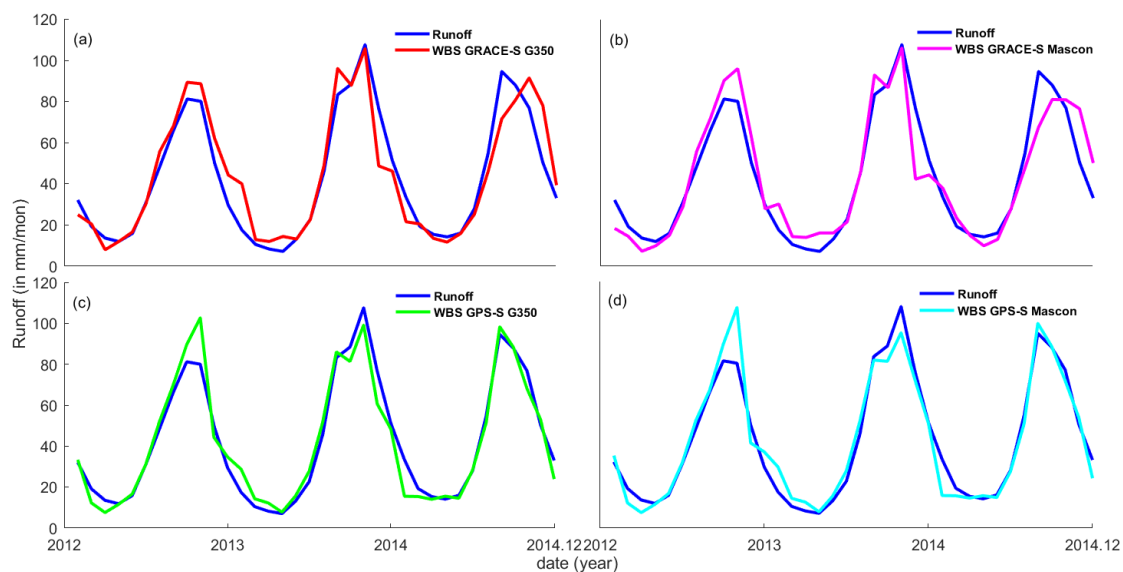 120
100
80
60
40
20
0
(a)
Runoff
WBS GRACE-S G350
(b)
Runoff
WBS GRACE-S Mascon
Runoff (in mm/mon)
120
100
80
60
40
20
0
(c)
Runoff
WBS GPS-S G350
(d)
Runoff
WBS GPS-S Mascon
2012 2013 2014 2014.12 2012 2013 2014 2014.12
date (year)